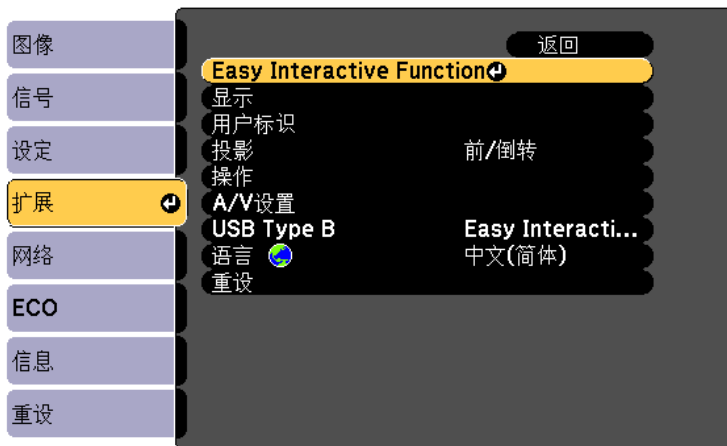 图像
信号
设定
扩展
网络
ECO
信息
重设
返回
Easy Interactive Function
显示
用户标识
投影 前/倒转
操作
A/V设置
USB Type B Easy Interacti...
语言 中文(简体)
重设